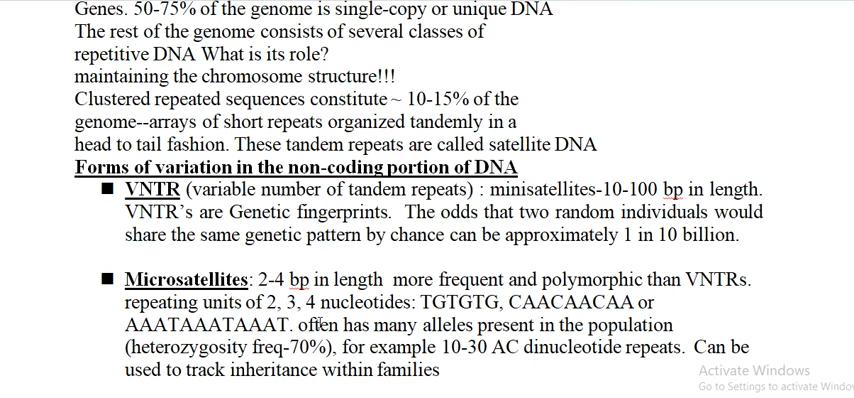 Genes. 50-75% of the genome is single-copy or unique DNA
The rest of the genome consists of several classes of
repetitive DNA What is its role?
maintaining the chromosome structure!!!
Clustered repeated sequences constitute ~ 10-15% of the
genome--arrays of short repeats organized tandemly in a
head to tail fashion. These tandem repeats are called satellite DNA
Forms of variation in the non-coding portion of DNA
■ VNTR (variable number of tandem repeats) : minisatellites-10-100 bp in length.
VNTR's are Genetic fingerprints. The odds that two random individuals would
share the same genetic pattern by chance can be approximately 1 in 10 billion.
■ Microsatellites: 2-4 bp in length more frequent and polymorphic than VNTRs.
repeating units of 2, 3, 4 nucleotides: TGTGTG, CAACAACAA or
AAATAAATAAAT. often has many alleles present in the population
(heterozygosity freq-70%), for example 10-30 AC dinucleotide repeats. Can be
used to track inheritance within families
Activate Windows
Go to Settings to activate Windo